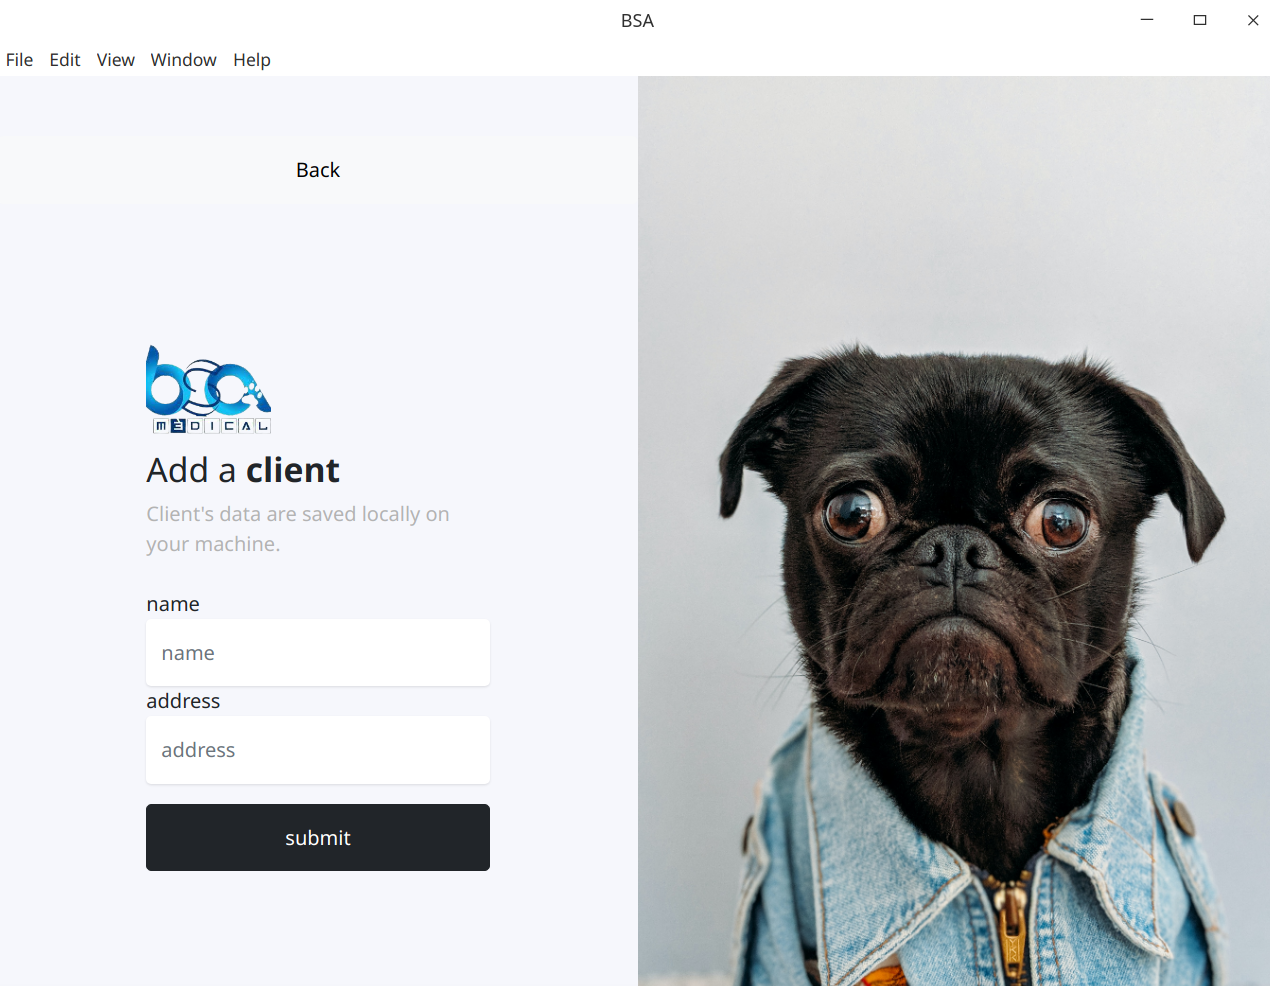 BSA
File Edit View Window Help
Back
bsa
MEDICAL
Add a client
Client's data are saved locally on
your machine.
name
name
address
address
submit